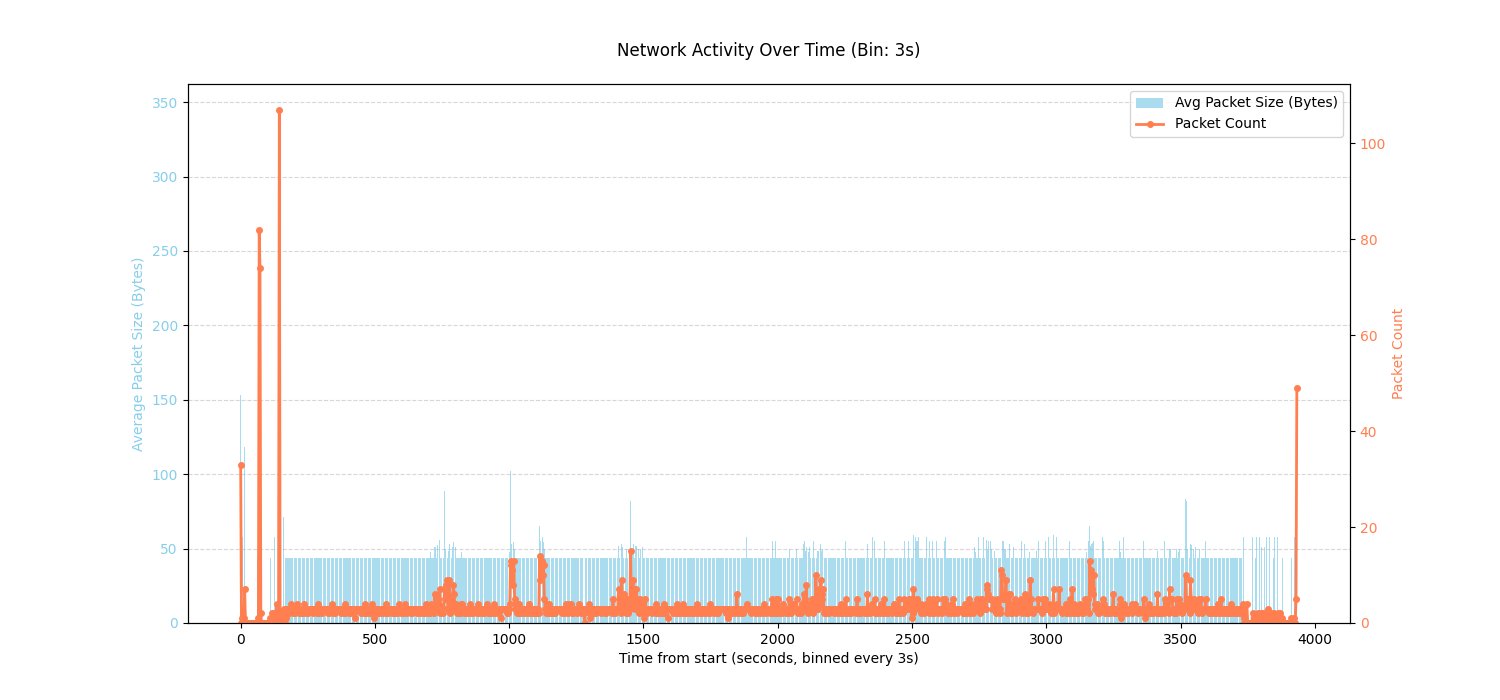 Network Activity Over Time (Bin: 3s)
Avg Packet Size (Bytes)
Packet Count
350
300
250
200
150
100
50
0
Average Packet Size (Bytes)
100
80
60
40
20
0
Packet Count
0 500 1000 1500 2000 2500 3000 3500 4000
Time from start (seconds, binned every 3s)